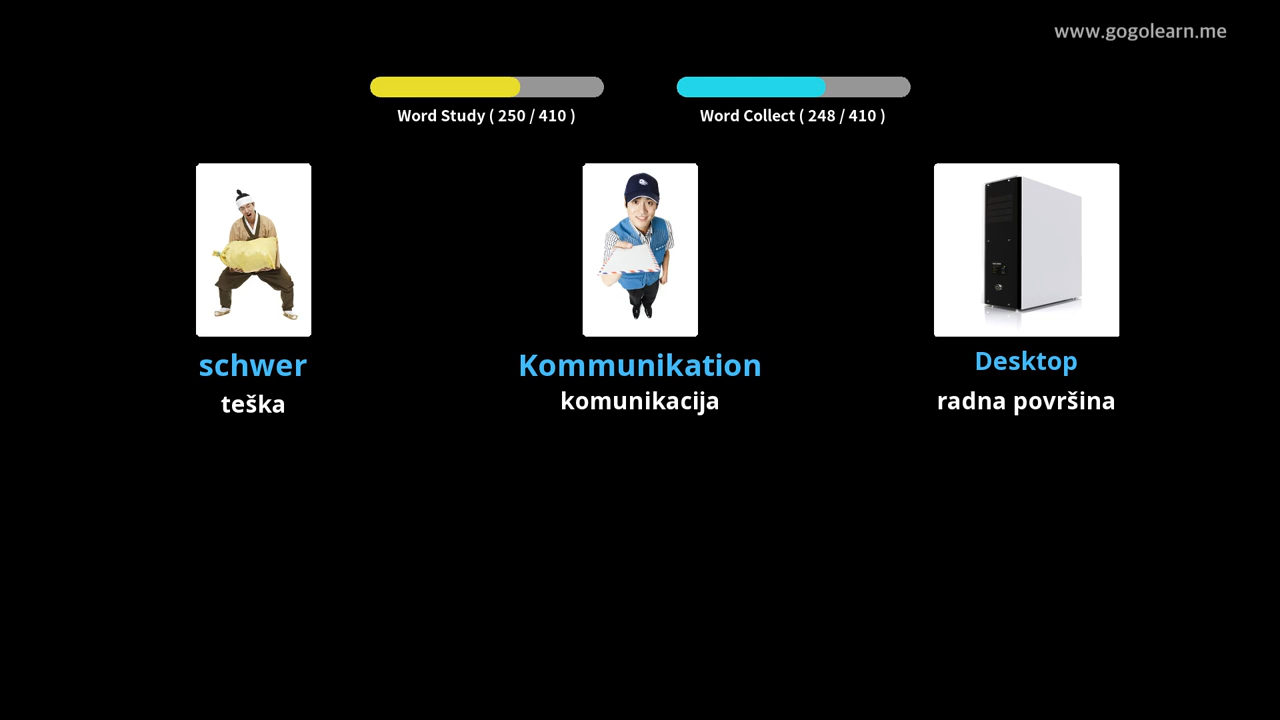 www.gogolearn.me
Word Study ( 250 / 410 )
Word Collect ( 248 / 410 )
schwer
teška
Kommunikation
komunikacija
Desktop
radna površina